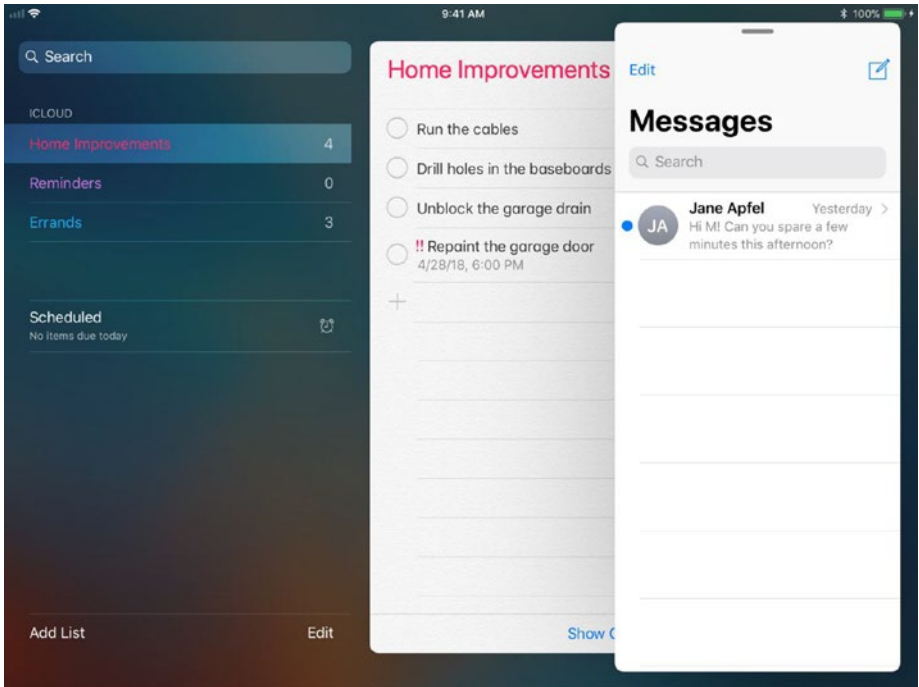 9:41 AM
100%
Search
ICLOUD
Home Improvements 4
Reminders 0
Errands 3
Scheduled
No items due today
Add List
Edit
Home Improvements
Run the cables
Drill holes in the baseboards
Unblock the garage drain
!! Repaint the garage door
4/28/18, 6:00 PM
Show
Edit
Messages
Search
JA
Jane Apfel Yesterday
Hi M! Can you spare a few
minutes this afternoon?